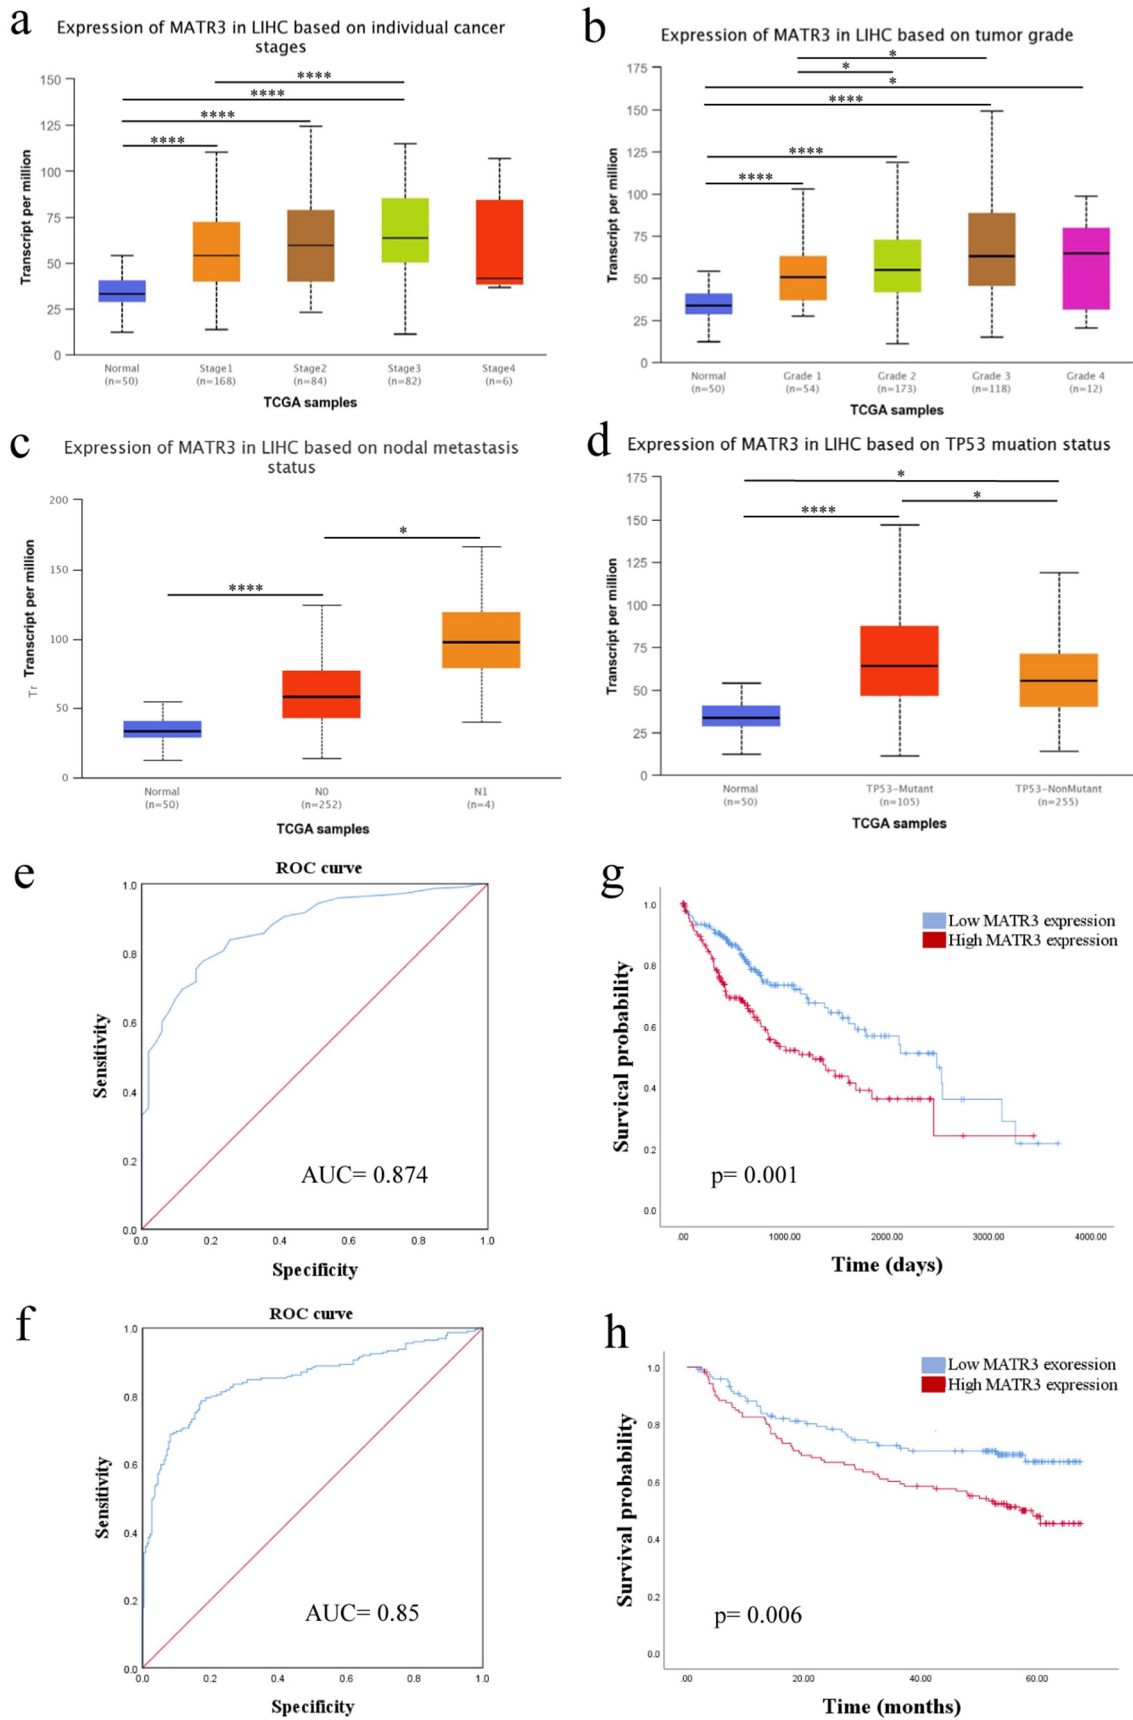 a
Expression of MATR3 in LIHC based on individual cancer
stages
Transcript per million
150
125
100
75
50
25
0
****
****
****
****
Normal
(n=50)
Stage1
(n=168)
Stage2
(n=84)
Stage3
(n=82)
Stage4
(n=6)
TCGA samples
b
Expression of MATR3 in LIHC based on tumor grade
Transcript per million
175
150
125
100
75
50
25
0
*
*
*
****
****
****
Normal
(n=50)
Grade 1
(n=54)
Grade 2
(n=173)
Grade 3
(n=118)
Grade 4
(n=12)
TCGA samples
c
Expression of MATR3 in LIHC based on nodal metastasis
status
Tr
Transcript per million
200
150
100
50
0
*
****
Normal
(n=50)
N0
(n=252)
N1
(n=4)
TCGA samples
d
Expression of MATR3 in LIHC based on TP53 muation status
Transcript per million
175
150
125
100
75
50
25
0
*
*
****
Normal
(n=50)
TP53-Mutant
(n=105)
TP53-NonMutant
(n=255)
TCGA samples
e
ROC curve
Sensitivity
1.0
0.8
0.6
0.4
0.2
0.0
AUC= 0.874
0.0 0.2 0.4 0.6 0.8 1.0
Specificity
g
Survical probability
1.0
0.8
0.6
0.4
0.2
0.0
Low MATR3 expression
High MATR3 expression
p= 0.001
.00 1000.00 2000.00 3000.00 4000.00
Time (days)
f
ROC curve
Sensitivity
1.0
0.8
0.6
0.4
0.2
0.0
AUC= 0.85
0.0 0.2 0.4 0.6 0.8 1.0
Specificity
h
Survival probability
1.0
0.8
0.6
0.4
0.2
0.0
Low MATR3 exoression
High MATR3 expression
p= 0.006
.00 20.00 40.00 60.00
Time (months)